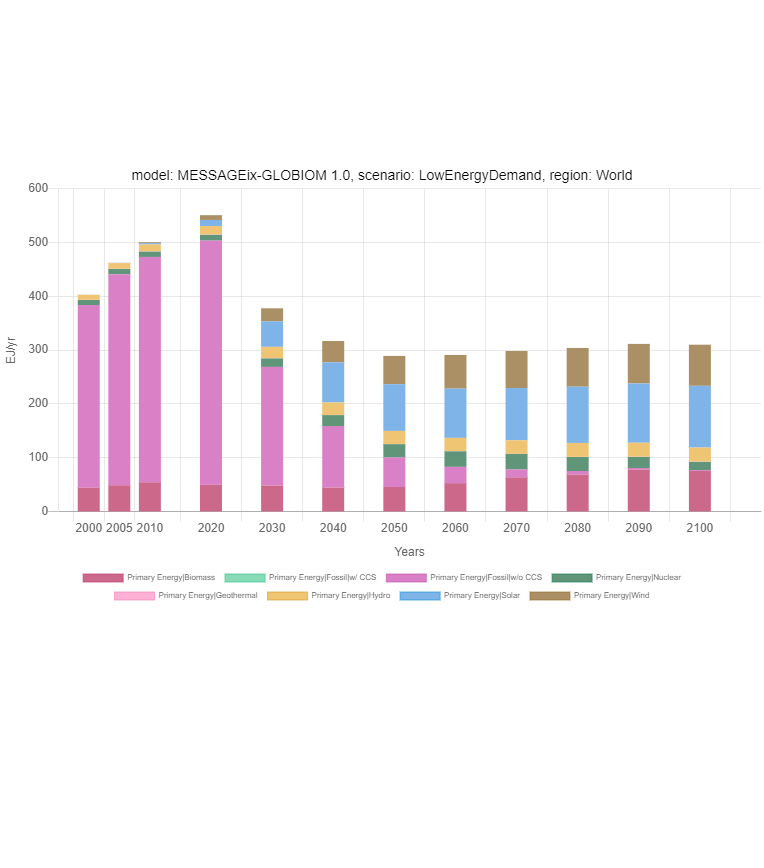 model: MESSAGEix-GLOBIOM 1.0, scenario: LowEnergyDemand, region: World
600
500
400
300
200
100
0
EJ/yr
2000 2005 2010 2020 2030 2040 2050 2060 2070 2080 2090 2100
Years
Primary Energy|Biomass Primary Energy|Fossil|w/ CCS Primary Energy|Fossil|w/o CCS Primary Energy|Nuclear
Primary Energy|Geothermal Primary Energy|Hydro Primary Energy|Solar Primary Energy|Wind